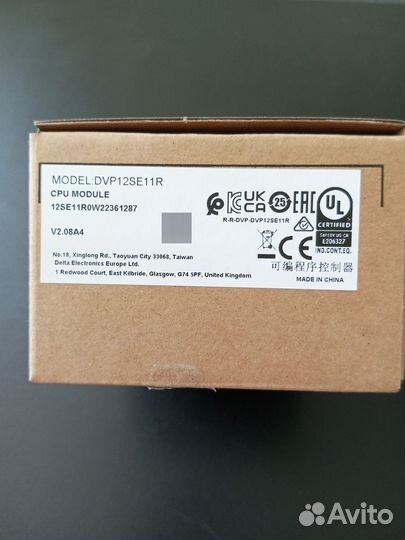 MODEL:DVP12SE11R
CPU MODULE
12SE11R0W22361287
V2.08A4
No.18, Xinglong Rd., Taoyuan City 33068, Taiwan
Delta Electronics Europe Ltd.
1 Redwood Court, East Kilbride, Glasgow, G74 5PF, United Kingdom
UK
CA
25
EAC
UL
CERTIFIED
SAFETY US CA
E206327
IND.CONT.EQ.
R-R-DVP-DVP12SE11R
CE
可编程序控制器
MADE IN CHINA
Avito